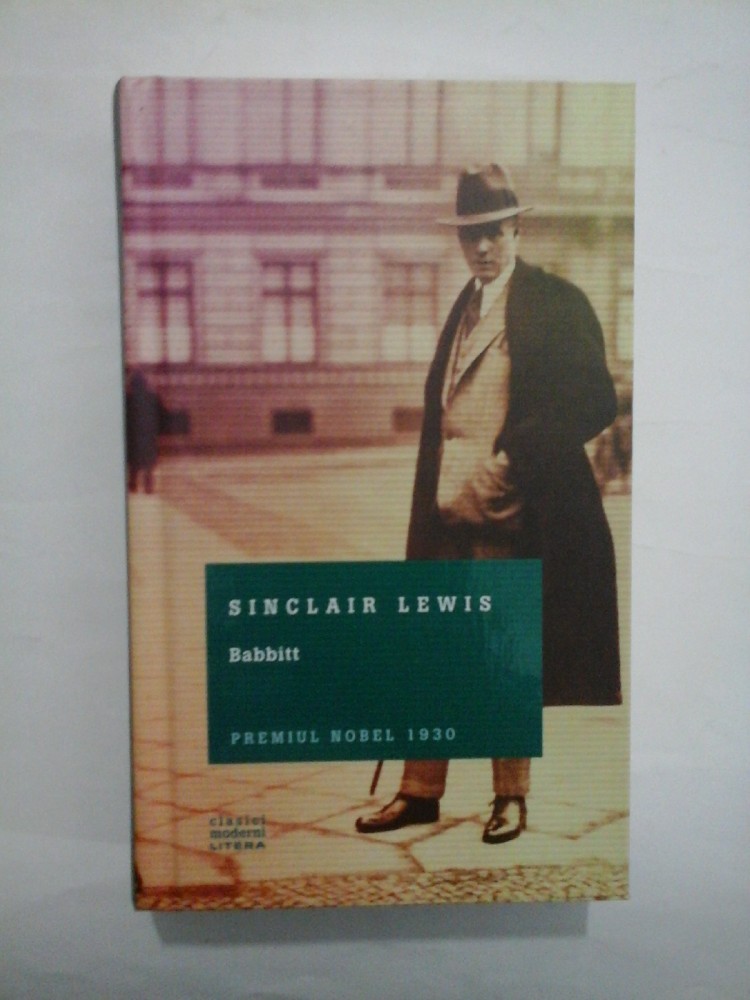 SINCLAIR LEWIS
Babbitt
PREMIUL NOBEL 1930
clasici
moderni
LITERA